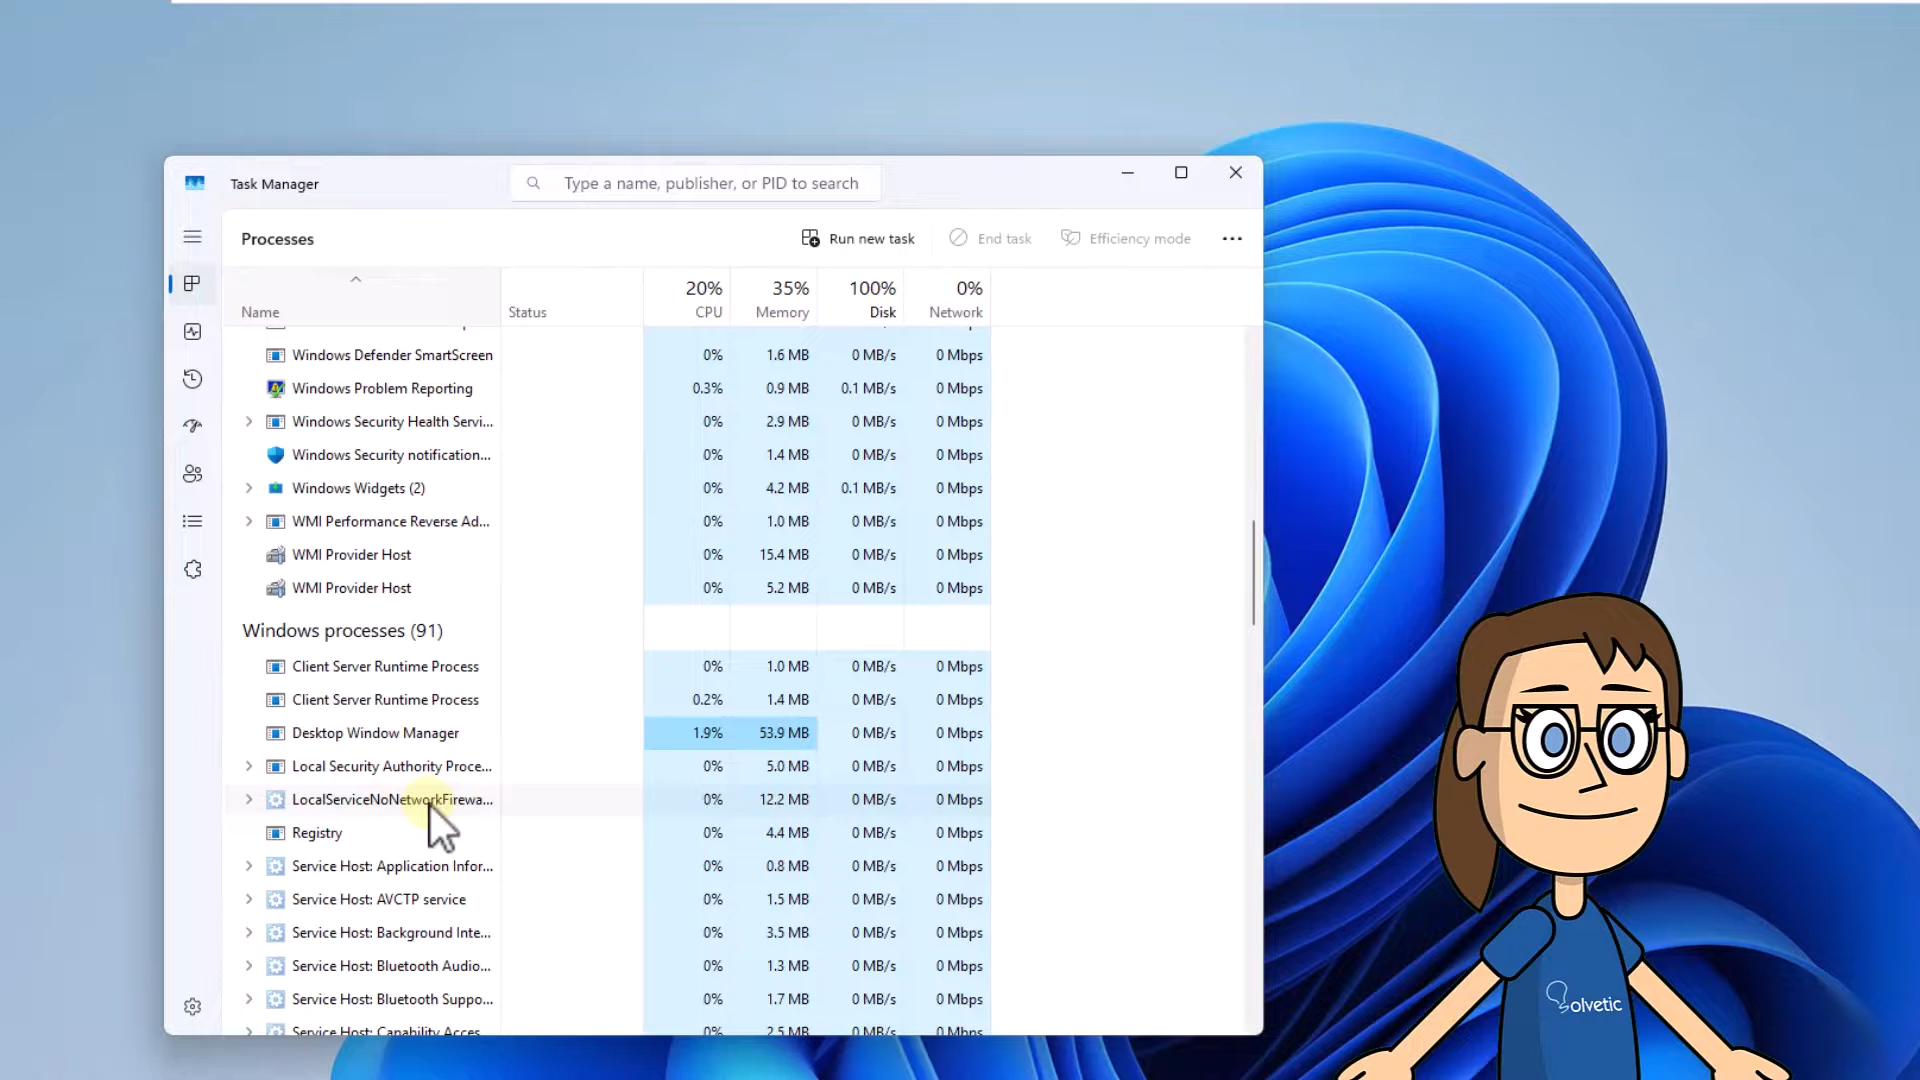 Task Manager
Type a name, publisher, or PID to search
Processes
Run new task
End task
Efficiency mode
20% 35% 100% 0%
Name Status CPU Memory Disk Network
Windows Defender SmartScreen 0% 1.6 MB 0 MB/s 0 Mbps
Windows Problem Reporting 0.3% 0.9 MB 0.1 MB/s 0 Mbps
Windows Security Health Servi... 0% 2.9 MB 0 MB/s 0 Mbps
Windows Security notification... 0% 1.4 MB 0 MB/s 0 Mbps
Windows Widgets (2) 0% 4.2 MB 0.1 MB/s 0 Mbps
WMI Performance Reverse Ad... 0% 1.0 MB 0 MB/s 0 Mbps
WMI Provider Host 0% 15.4 MB 0 MB/s 0 Mbps
WMI Provider Host 0% 5.2 MB 0 MB/s 0 Mbps
Windows processes (91)
Client Server Runtime Process 0% 1.0 MB 0 MB/s 0 Mbps
Client Server Runtime Process 0.2% 1.4 MB 0 MB/s 0 Mbps
Desktop Window Manager 1.9% 53.9 MB 0 MB/s 0 Mbps
Local Security Authority Proce... 0% 5.0 MB 0 MB/s 0 Mbps
LocalServiceNoNetworkFirewa... 0% 12.2 MB 0 MB/s 0 Mbps
Registry 0% 4.4 MB 0 MB/s 0 Mbps
Service Host: Application Infor... 0% 0.8 MB 0 MB/s 0 Mbps
Service Host: AVCTP service 0% 1.5 MB 0 MB/s 0 Mbps
Service Host: Background Inte... 0% 3.5 MB 0 MB/s 0 Mbps
Service Host: Bluetooth Audio... 0% 1.3 MB 0 MB/s 0 Mbps
Service Host: Bluetooth Suppo... 0% 1.7 MB 0 MB/s 0 Mbps
Service Host: Capability Acces... 0% 2.5 MB 0 MB/s 0 Mbps
Solvetic